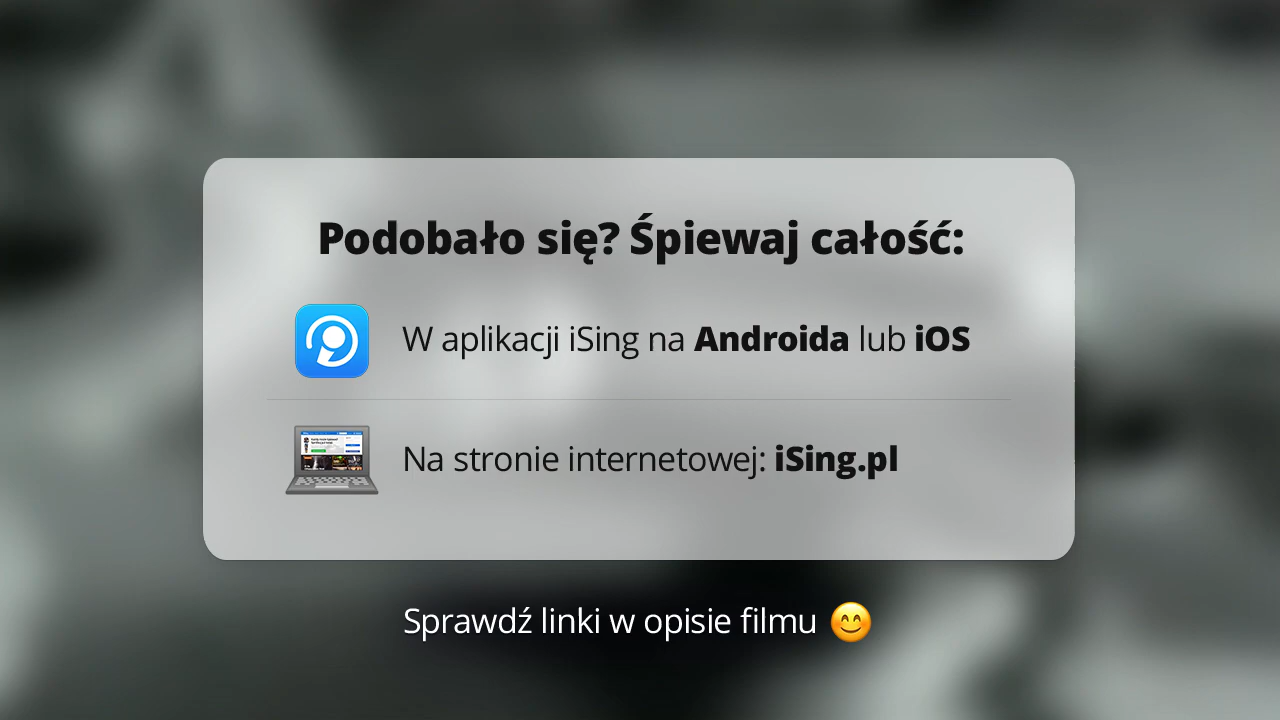 Podobało się? Śpiewaj całość:
W aplikacji iSing na Androida lub iOS
Na stronie internetowej: iSing.pl
Sprawdź linki w opisie filmu 😊